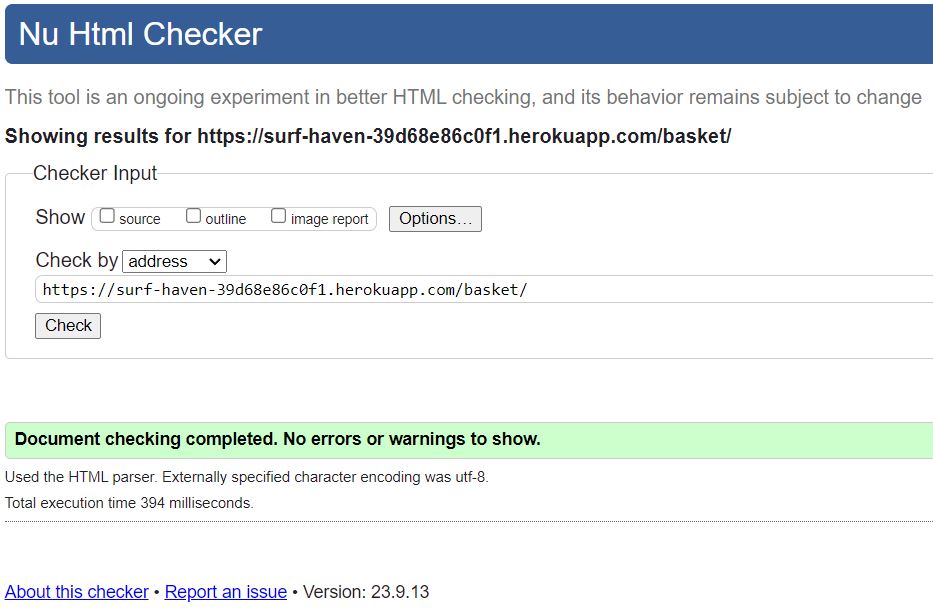 Nu Html Checker
This tool is an ongoing experiment in better HTML checking, and its behavior remains subject to change
Showing results for https://surf-haven-39d68e86c0f1.herokuapp.com/basket/
Checker Input
Show source outline image report Options...
Check by address
https://surf-haven-39d68e86c0f1.herokuapp.com/basket/
Check
Document checking completed. No errors or warnings to show.
Used the HTML parser. Externally specified character encoding was utf-8.
Total execution time 394 milliseconds.
About this checker • Report an issue • Version: 23.9.13